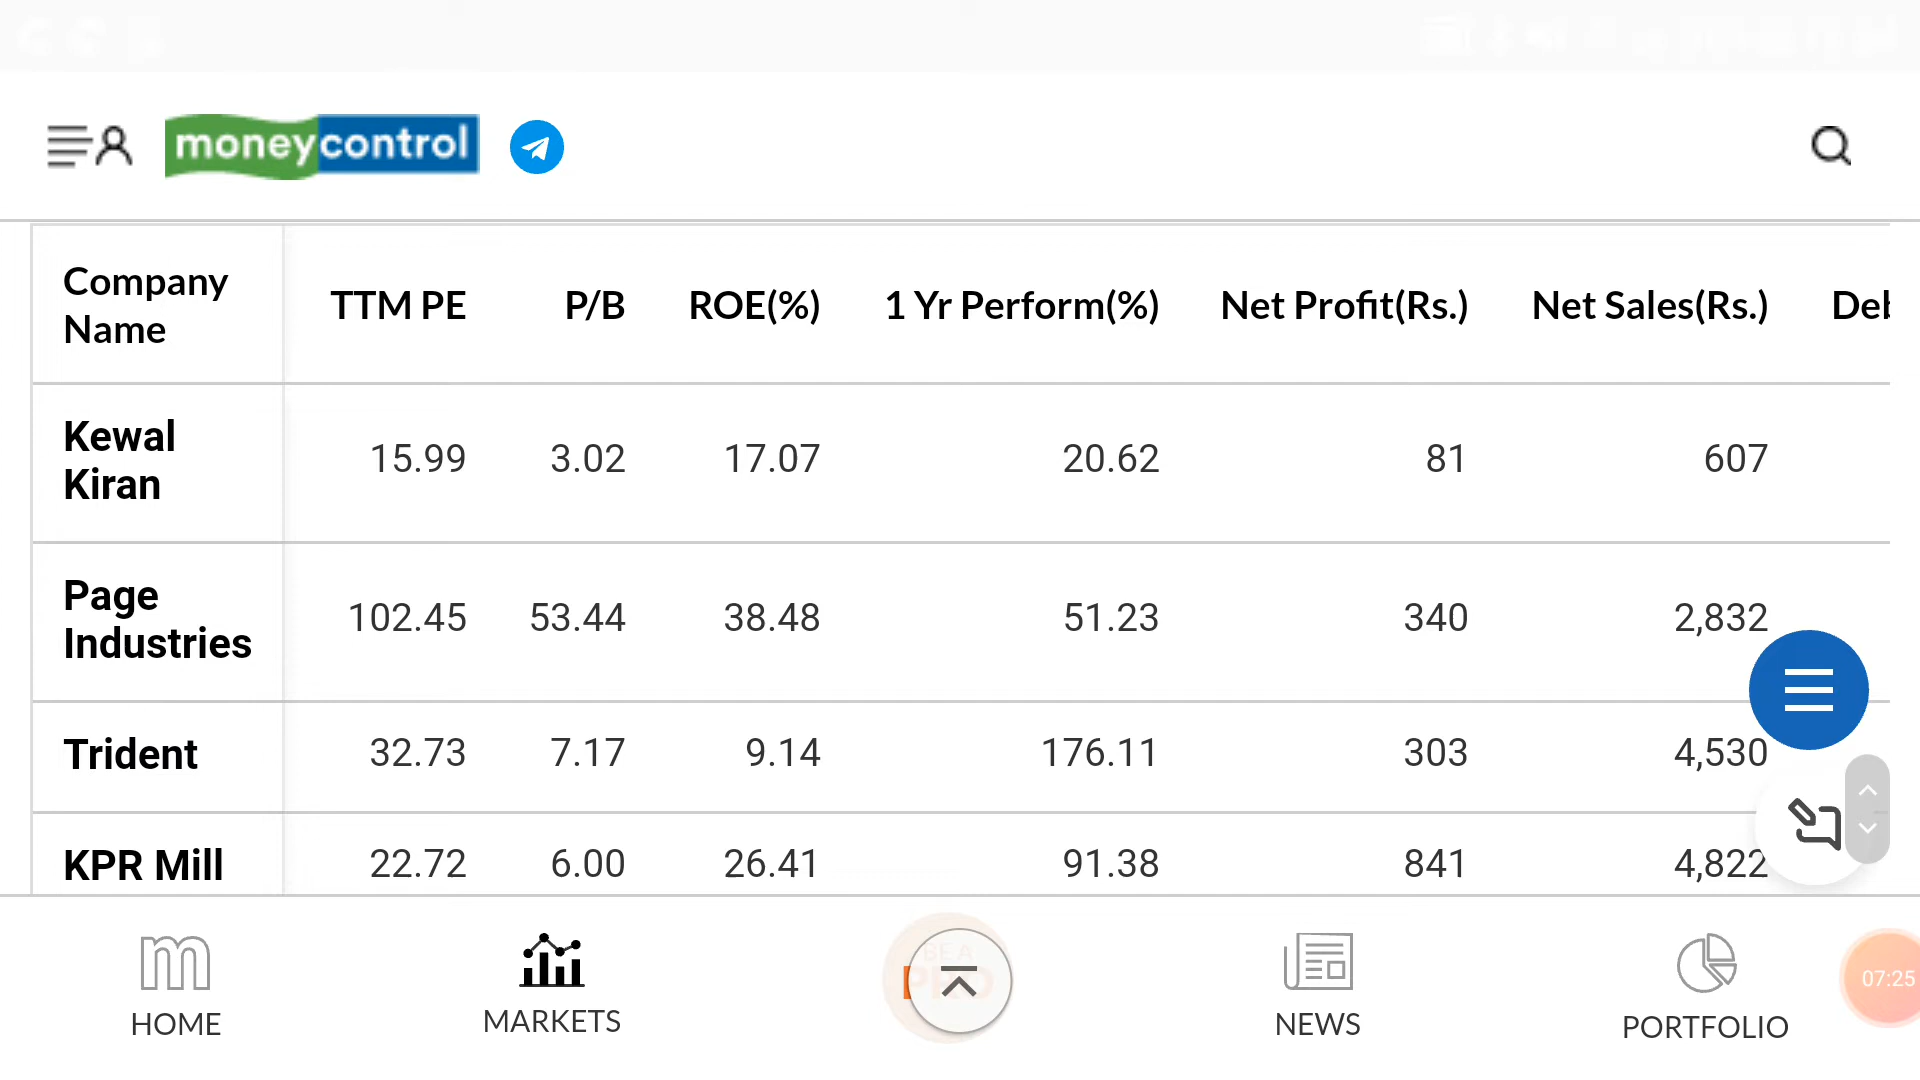 moneycontrol
Company Name TTM PE P/B ROE(%) 1 Yr Perform(%) Net Profit(Rs.) Net Sales(Rs.)
Kewal Kiran 15.99 3.02 17.07 20.62 81 607
Page Industries 102.45 53.44 38.48 51.23 340 2,832
Trident 32.73 7.17 9.14 176.11 303 4,530
KPR Mill 22.72 6.00 26.41 91.38 841 4,822
BE A
PRO
HOME MARKETS NEWS PORTFOLIO
07:25